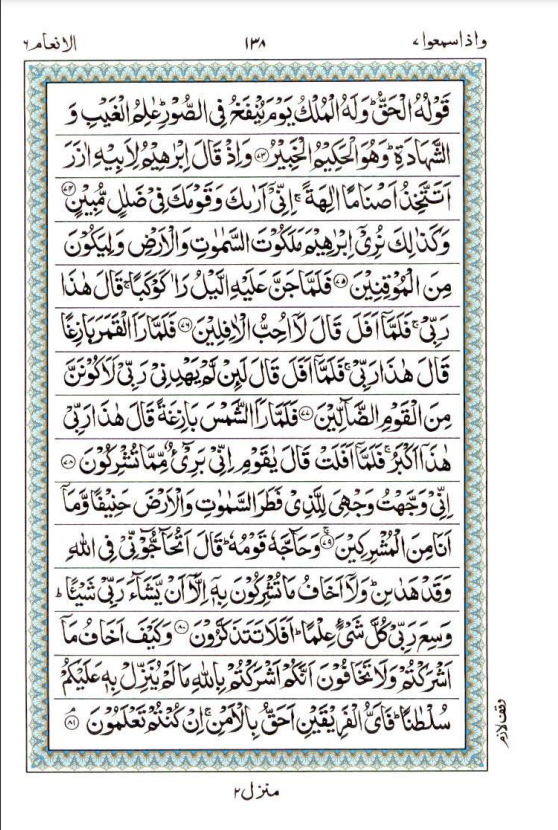 واذا سمعوا ٧ ١٣٨ الانعام ٦
قَوْلُهُ الْحَقُّ ؕ وَلَهُ الْمُلْكُ یَوْمَ یُنْفَخُ فِی الصُّوْرِ ؕ عٰلِمُ الْغَیْبِ وَ
الشَّهَادَةِ ؕ وَهُوَ الْحَكِیْمُ الْخَبِیْرُ ﴿۷۳﴾ وَاِذْ قَالَ اِبْرٰهِیْمُ لِاَبِیْهِ اٰزَرَ
اَتَتَّخِذُ اَصْنَامًا اٰلِهَةً ۚ اِنِّیْۤ اَرٰىكَ وَقَوْمَكَ فِیْ ضَلٰلٍ مُّبِیْنٍ ﴿۷۴﴾
وَكَذٰلِكَ نُرِیْۤ اِبْرٰهِیْمَ مَلَكُوْتَ السَّمٰوٰتِ وَالْاَرْضِ وَلِیَكُوْنَ
مِنَ الْمُوْقِنِیْنَ ﴿۷۵﴾ فَلَمَّا جَنَّ عَلَیْهِ الَّیْلُ رَاٰ كَوْكَبًا ۚ قَالَ هٰذَا
رَبِّیْ ۚ فَلَمَّاۤ اَفَلَ قَالَ لَاۤ اُحِبُّ الْاٰفِلِیْنَ ﴿۷۶﴾ فَلَمَّا رَاَ الْقَمَرَ بَازِغًا
قَالَ هٰذَا رَبِّیْ ۚ فَلَمَّاۤ اَفَلَ قَالَ لَىِٕنْ لَّمْ یَهْدِنِیْ رَبِّیْ لَاَكُوْنَنَّ
مِنَ الْقَوْمِ الضَّآلِّیْنَ ﴿۷۷﴾ فَلَمَّا رَاَ الشَّمْسَ بَازِغَةً قَالَ هٰذَا رَبِّیْ
هٰذَاۤ اَكْبَرُ ۚ فَلَمَّاۤ اَفَلَتْ قَالَ یٰقَوْمِ اِنِّیْ بَرِیْٓءٌ مِّمَّا تُشْرِكُوْنَ ﴿۷۸﴾
اِنِّیْ وَجَّهْتُ وَجْهِیَ لِلَّذِیْ فَطَرَ السَّمٰوٰتِ وَالْاَرْضَ حَنِیْفًا وَّمَاۤ
اَنَا مِنَ الْمُشْرِكِیْنَ ﴿۷۹﴾ وَحَآجَّهٗ قَوْمُهٗ ؕ قَالَ اَتُحَآجُّوْٓنِّیْ فِی اللّٰهِ
وَقَدْ هَدٰىنِ ؕ وَلَاۤ اَخَافُ مَا تُشْرِكُوْنَ بِهٖۤ اِلَّاۤ اَنْ یَّشَآءَ رَبِّیْ شَیْـًٔا ؕ
وَسِعَ رَبِّیْ كُلَّ شَیْءٍ عِلْمًا ؕ اَفَلَا تَتَذَكَّرُوْنَ ﴿۸۰﴾ وَكَیْفَ اَخَافُ مَاۤ
اَشْرَكْتُمْ وَلَا تَخَافُوْنَ اَنَّكُمْ اَشْرَكْتُمْ بِاللّٰهِ مَا لَمْ یُنَزِّلْ بِهٖ عَلَیْكُمْ
سُلْطٰنًا ؕ فَاَیُّ الْفَرِیْقَیْنِ اَحَقُّ بِالْاَمْنِ ۚ اِنْ كُنْتُمْ تَعْلَمُوْنَ ۘ ﴿۸۱﴾
وقف لازم
منزل ۲